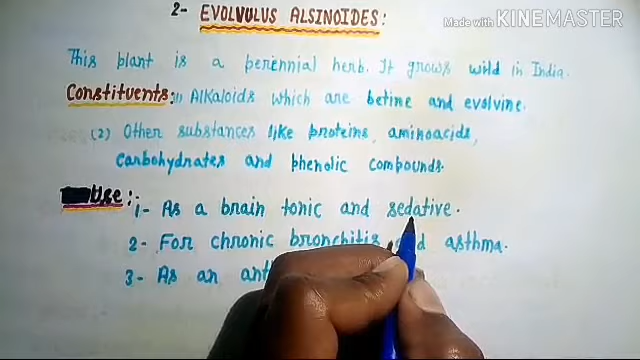 Made with KINEMASTER
2- EVOLVULUS ALSINOIDES:
This plant is a perennial herb. It grows wild in India.
Constituents:1) Alkaloids which are betine and evolvine.
(2) Other substances like proteins, aminoacids,
carbohydrates and phenolic compounds.
Use:-
1- As a brain tonic and sedative.
2- For chronic bronchitis and asthma.
3- As an